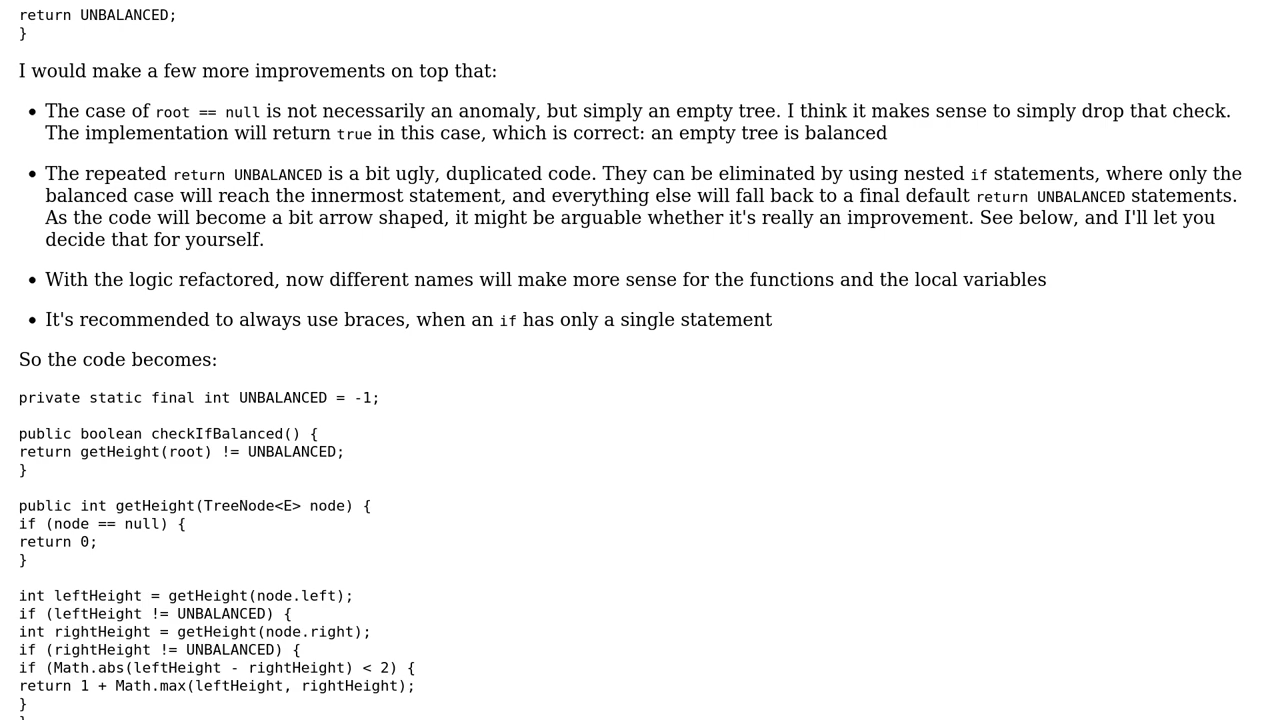 return UNBALANCED;
}
I would make a few more improvements on top that:
• The case of root == null is not necessarily an anomaly, but simply an empty tree. I think it makes sense to simply drop that check.
The implementation will return true in this case, which is correct: an empty tree is balanced
• The repeated return UNBALANCED is a bit ugly, duplicated code. They can be eliminated by using nested if statements, where only the
balanced case will reach the innermost statement, and everything else will fall back to a final default return UNBALANCED statements.
As the code will become a bit arrow shaped, it might be arguable whether it's really an improvement. See below, and I'll let you
decide that for yourself.
• With the logic refactored, now different names will make more sense for the functions and the local variables
• It's recommended to always use braces, when an if has only a single statement
So the code becomes:
private static final int UNBALANCED = -1;
public boolean checkIfBalanced() {
return getHeight(root) != UNBALANCED;
}
public int getHeight(TreeNode<E> node) {
if (node == null) {
return 0;
}
int leftHeight = getHeight(node.left);
if (leftHeight != UNBALANCED) {
int rightHeight = getHeight(node.right);
if (rightHeight != UNBALANCED) {
if (Math.abs(leftHeight - rightHeight) < 2) {
return 1 + Math.max(leftHeight, rightHeight);
}
}